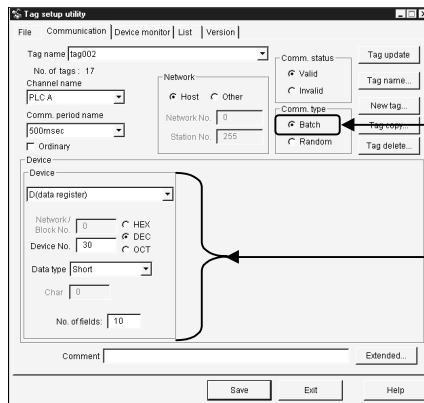 Tag setup utility
File Communication Device monitor List Version
Tag name tag002
No. of tags : 17
Channel name
PLC A
Comm. period name
500msec
Ordinary
Network
Host Other
Network No. 0
Station No. 255
Comm. status
Valid
Invalid
Comm. type
Batch
Random
Tag update
Tag name...
New tag...
Tag copy...
Tag delete...
Device
Device
D(data register)
Network /
Block No. 0
Device No. 30
HEX
DEC
OCT
Data type Short
Char 0
No. of fields: 10
Comment
Extended...
Save Exit Help